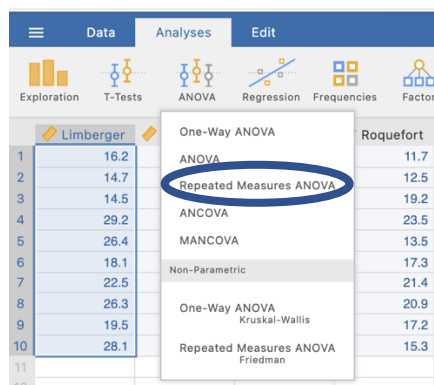 Data Analyses Edit
Exploration T-Tests ANOVA Regression Frequencies Factor
Limberger Roquefort
One-Way ANOVA
ANOVA
Repeated Measures ANOVA
ANCOVA
MANCOVA
Non-Parametric
One-Way ANOVA
Kruskal-Wallis
Repeated Measures ANOVA
Friedman
1 16.2 11.7
2 14.7 12.5
3 14.5 19.2
4 29.2 23.5
5 26.4 13.5
6 18.1 17.3
7 22.5 21.4
8 26.3 20.9
9 19.5 17.2
10 28.1 15.3
11